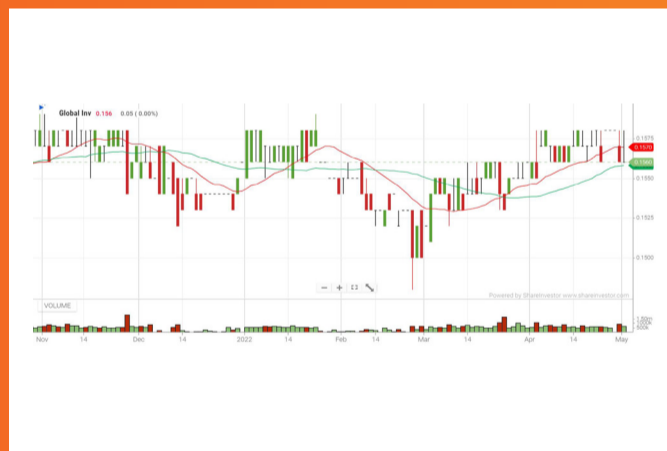 Global Inv 0.156 0.05 ( 0.00%)
0.1575
0.1570
0.1560
0.1550
0.1525
0.1500
Powered by ShareInvestor www.shareinvestor.com
VOLUME
1000k
500k
Nov 14 Dec 14 2022 14 Feb 14 Mar 14 Apr 14 May